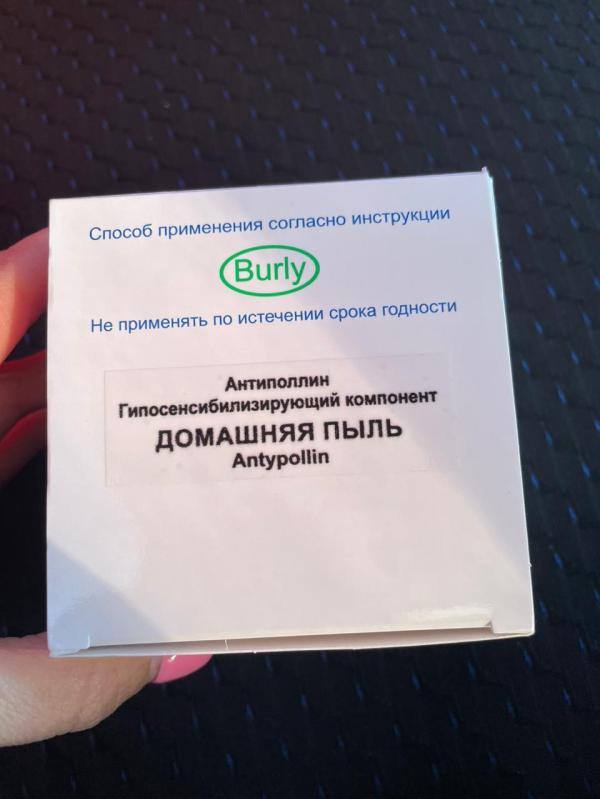 Способ применения согласно инструкции
Burly
Не применять по истечении срока годности
Антиполлин
Гипосенсибилизирующий компонент
ДОМАШНЯЯ ПЫЛЬ
Antypollin